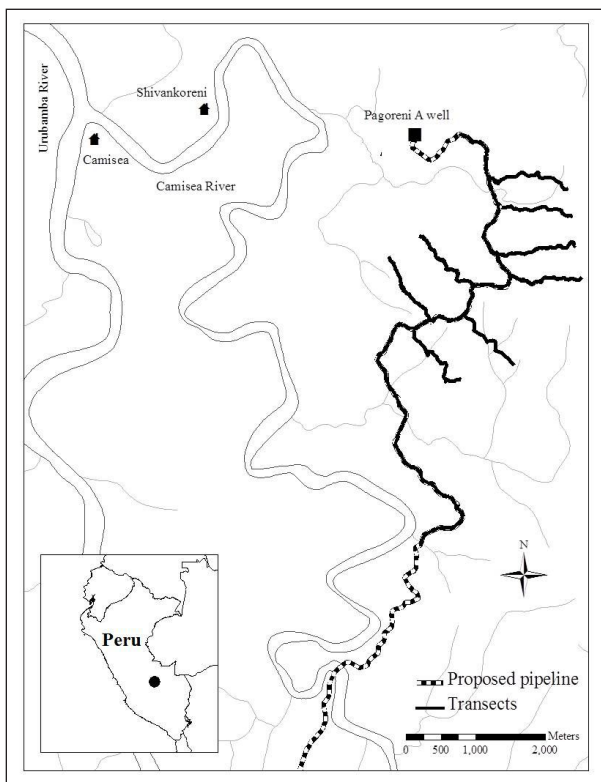 Urubamba River
Shivankoreni
Pagoreni A well
Camisea
Camisea River
N
Peru
Proposed pipeline
Transects
Meters
0 500 1,000 2,000